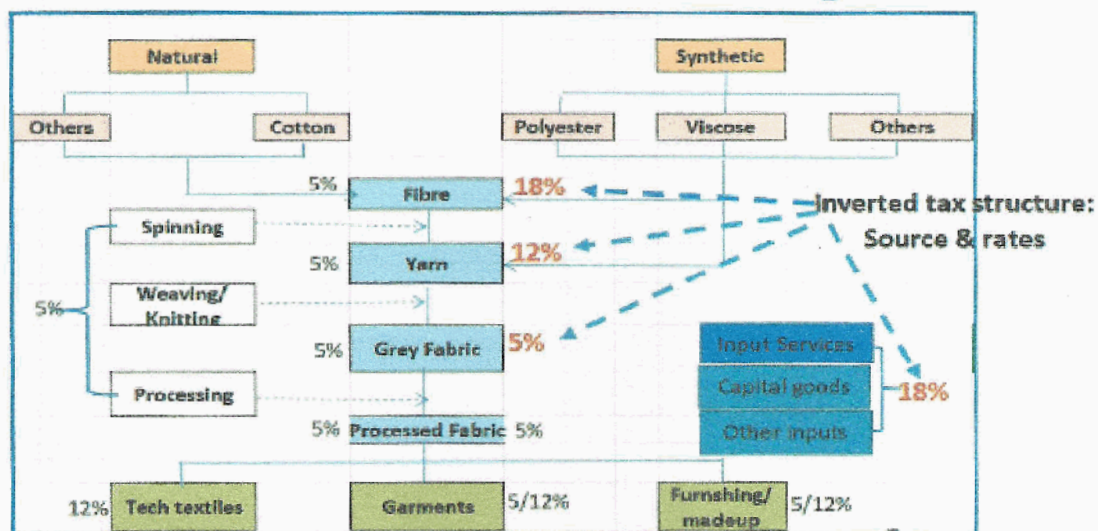 Natural
Synthetic
Others
Cotton
Polyester
Viscose
Others
5%
Fibre
18%
Inverted tax structure:
Source & rates
Spinning
5%
Yarn
12%
5%
Weaving/
Knitting
5%
Grey Fabric
5%
Input Services
Capital goods
18%
Other inputs
Processing
5%
Processed Fabric
5%
12%
Tech textiles
Garments
5/12%
Furnshing/
madeup
5/12%